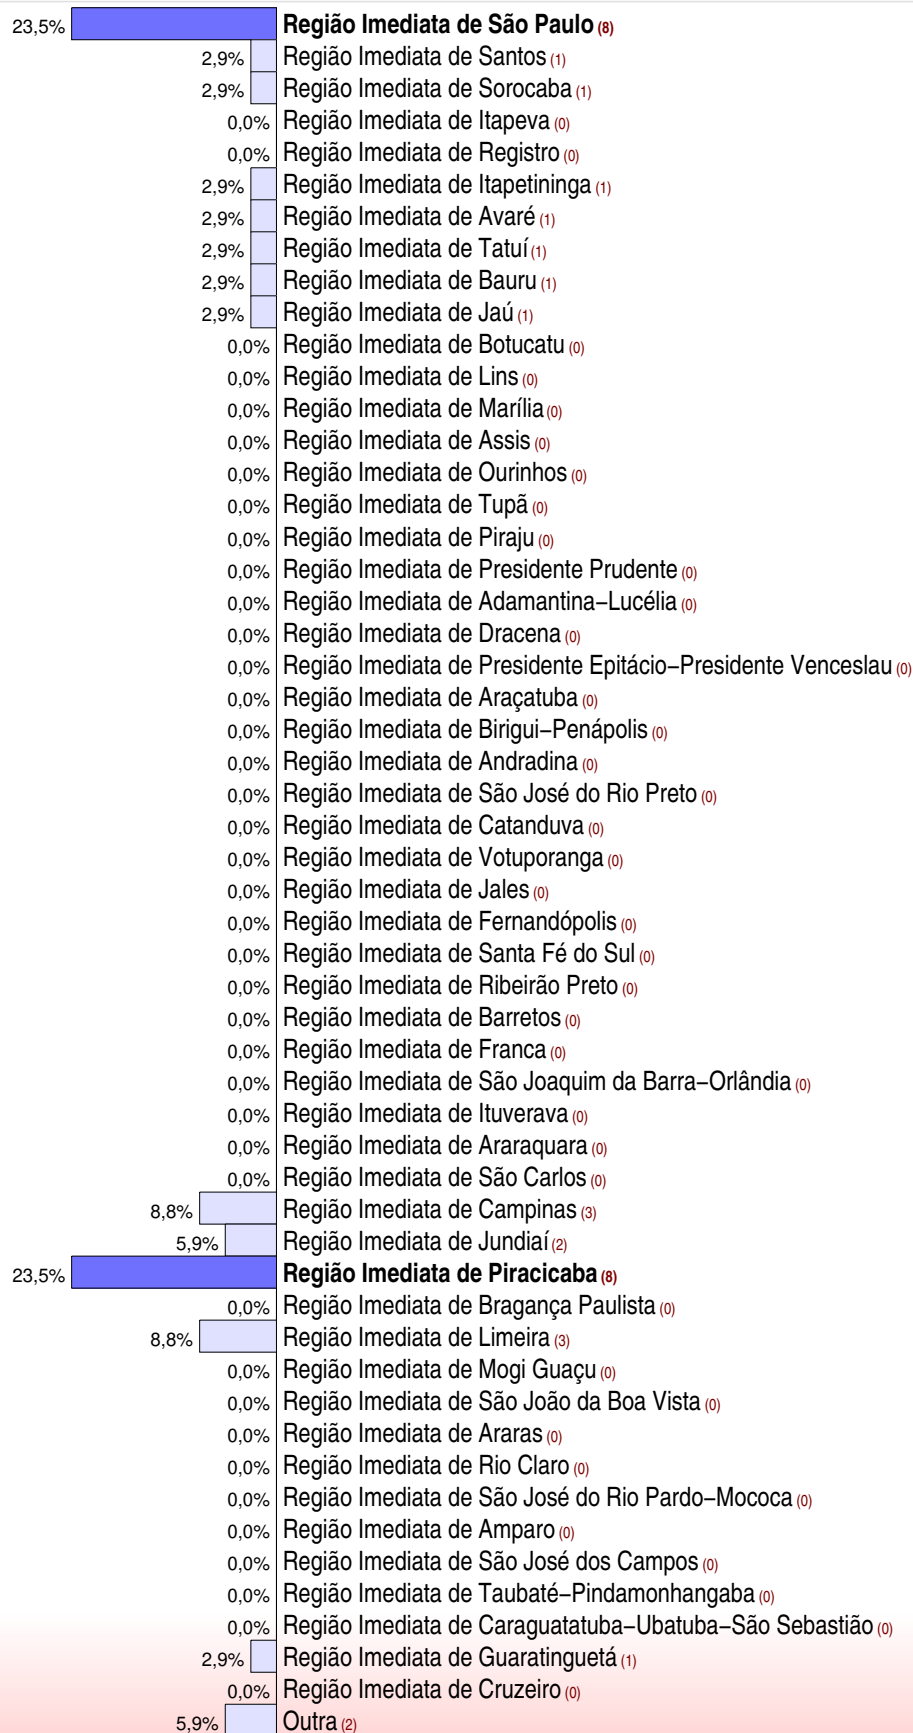 23,5% Região Imediata de São Paulo (8)
2,9% Região Imediata de Santos (1)
2,9% Região Imediata de Sorocaba (1)
0,0% Região Imediata de Itapeva (0)
0,0% Região Imediata de Registro (0)
2,9% Região Imediata de Itapetininga (1)
2,9% Região Imediata de Avaré (1)
2,9% Região Imediata de Tatuí (1)
2,9% Região Imediata de Bauru (1)
2,9% Região Imediata de Jaú (1)
0,0% Região Imediata de Botucatu (0)
0,0% Região Imediata de Lins (0)
0,0% Região Imediata de Marília (0)
0,0% Região Imediata de Assis (0)
0,0% Região Imediata de Ourinhos (0)
0,0% Região Imediata de Tupã (0)
0,0% Região Imediata de Piraju (0)
0,0% Região Imediata de Presidente Prudente (0)
0,0% Região Imediata de Adamantina–Lucélia (0)
0,0% Região Imediata de Dracena (0)
0,0% Região Imediata de Presidente Epitácio–Presidente Venceslau (0)
0,0% Região Imediata de Araçatuba (0)
0,0% Região Imediata de Birigui–Penápolis (0)
0,0% Região Imediata de Andradina (0)
0,0% Região Imediata de São José do Rio Preto (0)
0,0% Região Imediata de Catanduva (0)
0,0% Região Imediata de Votuporanga (0)
0,0% Região Imediata de Jales (0)
0,0% Região Imediata de Fernandópolis (0)
0,0% Região Imediata de Santa Fé do Sul (0)
0,0% Região Imediata de Ribeirão Preto (0)
0,0% Região Imediata de Barretos (0)
0,0% Região Imediata de Franca (0)
0,0% Região Imediata de São Joaquim da Barra–Orlândia (0)
0,0% Região Imediata de Ituverava (0)
0,0% Região Imediata de Araraquara (0)
0,0% Região Imediata de São Carlos (0)
8,8% Região Imediata de Campinas (3)
5,9% Região Imediata de Jundiaí (2)
23,5% Região Imediata de Piracicaba (8)
0,0% Região Imediata de Bragança Paulista (0)
8,8% Região Imediata de Limeira (3)
0,0% Região Imediata de Mogi Guaçu (0)
0,0% Região Imediata de São João da Boa Vista (0)
0,0% Região Imediata de Araras (0)
0,0% Região Imediata de Rio Claro (0)
0,0% Região Imediata de São José do Rio Pardo–Mococa (0)
0,0% Região Imediata de Amparo (0)
0,0% Região Imediata de São José dos Campos (0)
0,0% Região Imediata de Taubaté–Pindamonhangaba (0)
0,0% Região Imediata de Caraguatatuba–Ubatuba–São Sebastião (0)
2,9% Região Imediata de Guaratinguetá (1)
0,0% Região Imediata de Cruzeiro (0)
5,9% Outra (2)